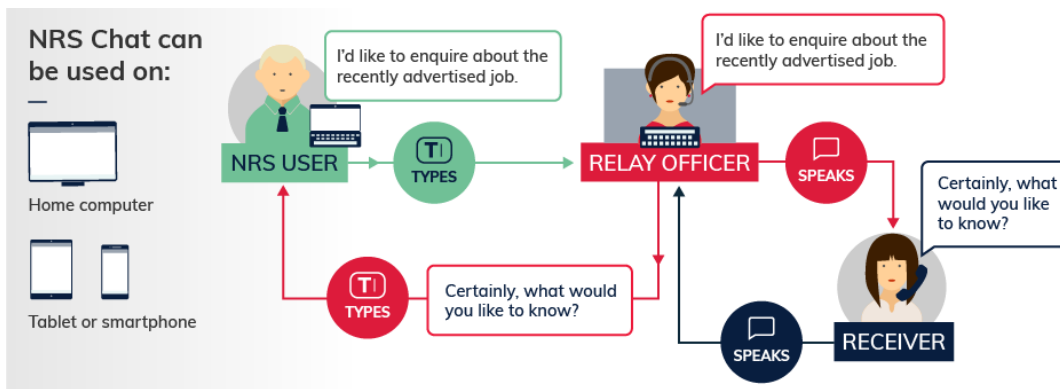 NRS Chat can
be used on:
Home computer
Tablet or smartphone
I'd like to enquire about the
recently advertised job.
NRS USER
T
TYPES
I'd like to enquire about the
recently advertised job.
RELAY OFFICER
SPEAKS
Certainly, what
would you like
to know?
T
TYPES
Certainly, what would
you like to know?
SPEAKS
RECEIVER